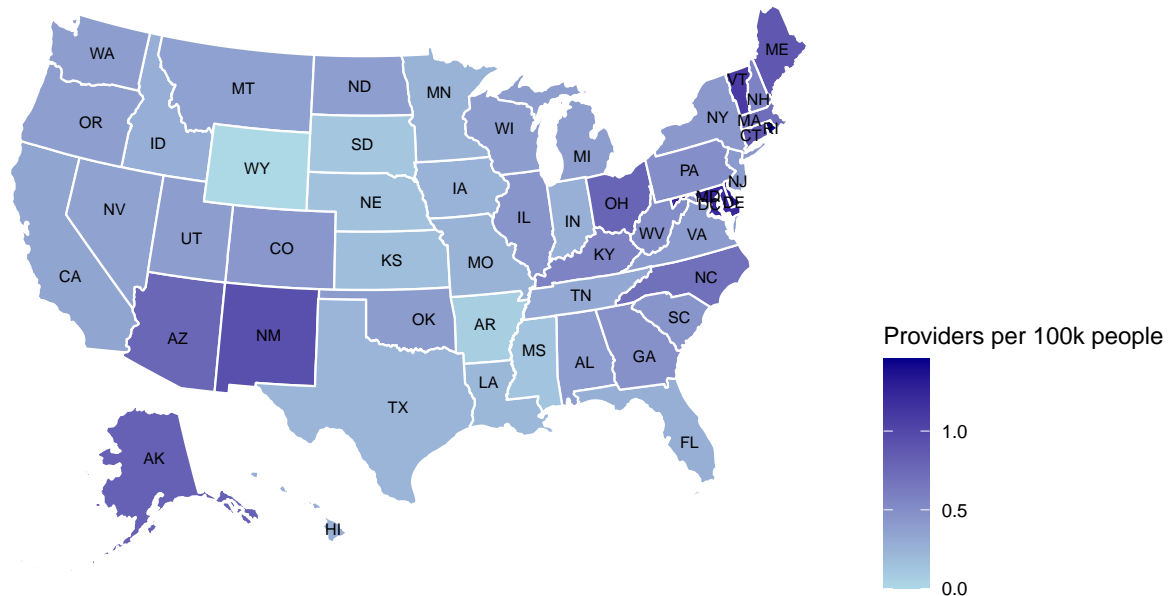 ME
WA
VT
MT
ND
MN
NH
OR
NY
MA
RI
WI
CT
ID
SD
MI
WY
PA
NJ
IA
NE
MD
OH
DC
DE
NV
IL
IN
WV
VA
UT
CO
KY
KS
MO
CA
NC
TN
OK
SC
AZ
NM
AR
MS
GA
AL
LA
TX
FL
AK
HI
Providers per 100k people
1.0
0.5
0.0